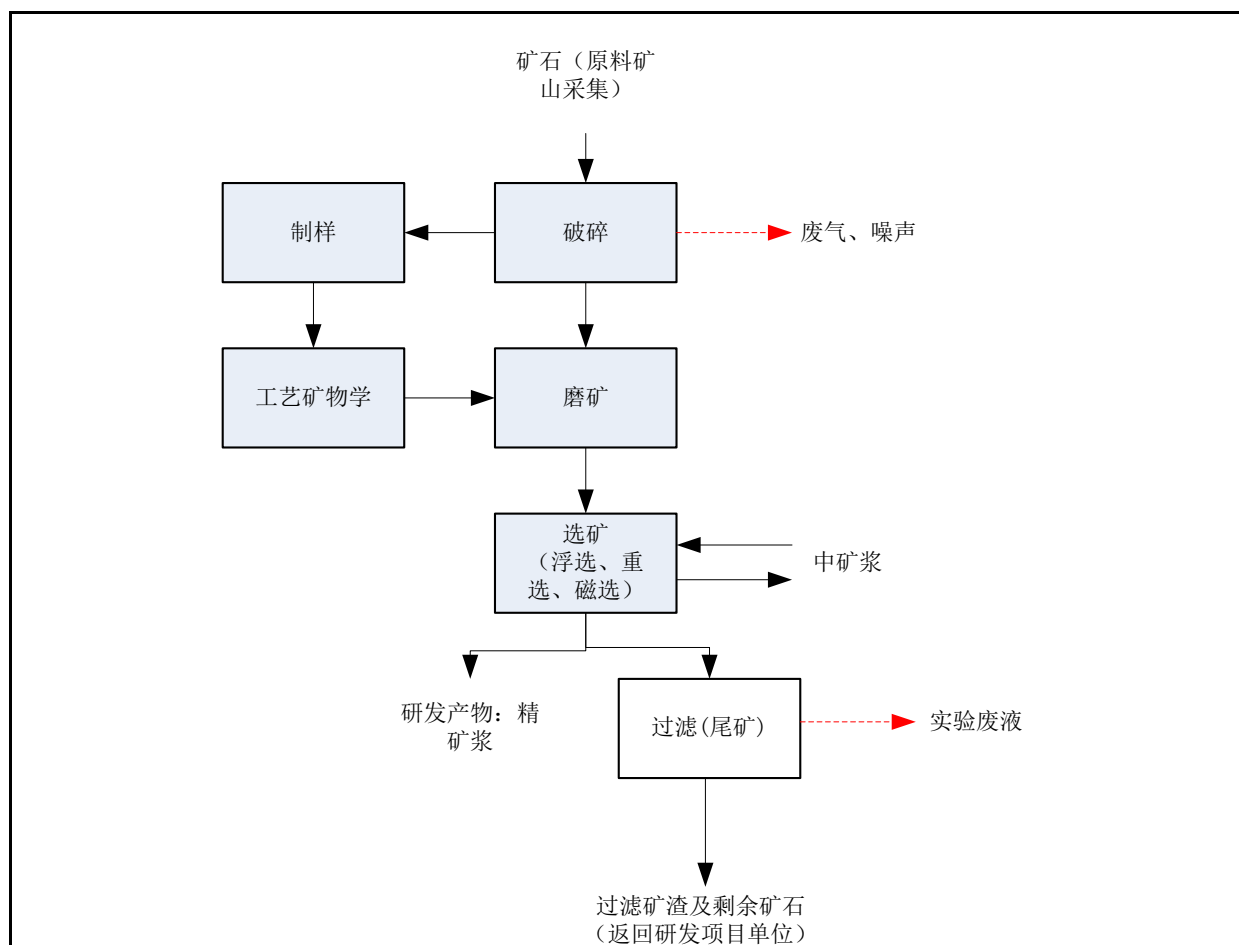 矿石（原料矿
山采集）
制样
破碎
废气、噪声
工艺矿物学
磨矿
选矿
（浮选、重
选、磁选）
中矿浆
研发产物：精
矿浆
过滤(尾矿)
实验废液
过滤矿渣及剩余矿石
（返回研发项目单位）